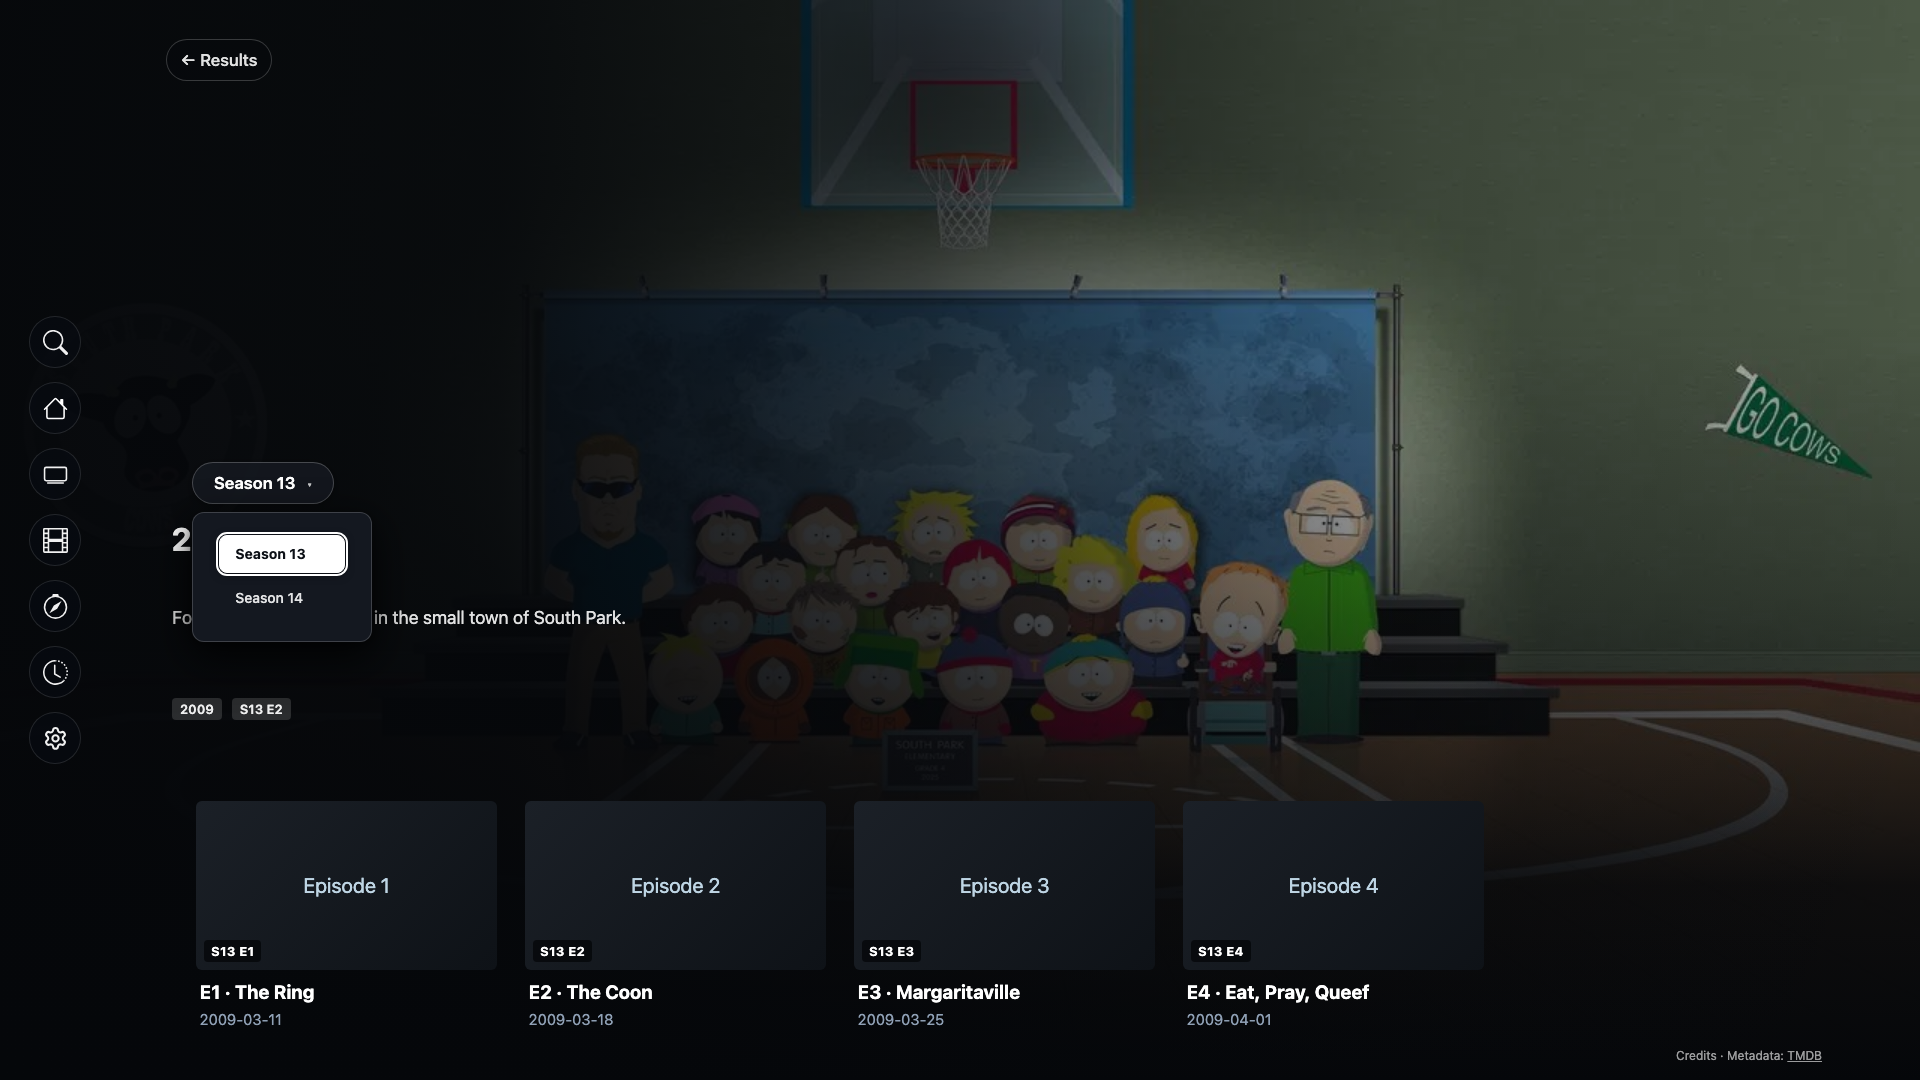 ← Results
Season 13
2
Season 13
Season 14
Fo in the small town of South Park.
2009
S13 E2
GO COWS
SOUTH PARK
ELEMENTARY
Episode 1
Episode 2
Episode 3
Episode 4
S13 E1
S13 E2
S13 E3
S13 E4
E1 · The Ring
E2 · The Coon
E3 · Margaritaville
E4 · Eat, Pray, Queef
2009-03-11
2009-03-18
2009-03-25
2009-04-01
Credits · Metadata: TMDB